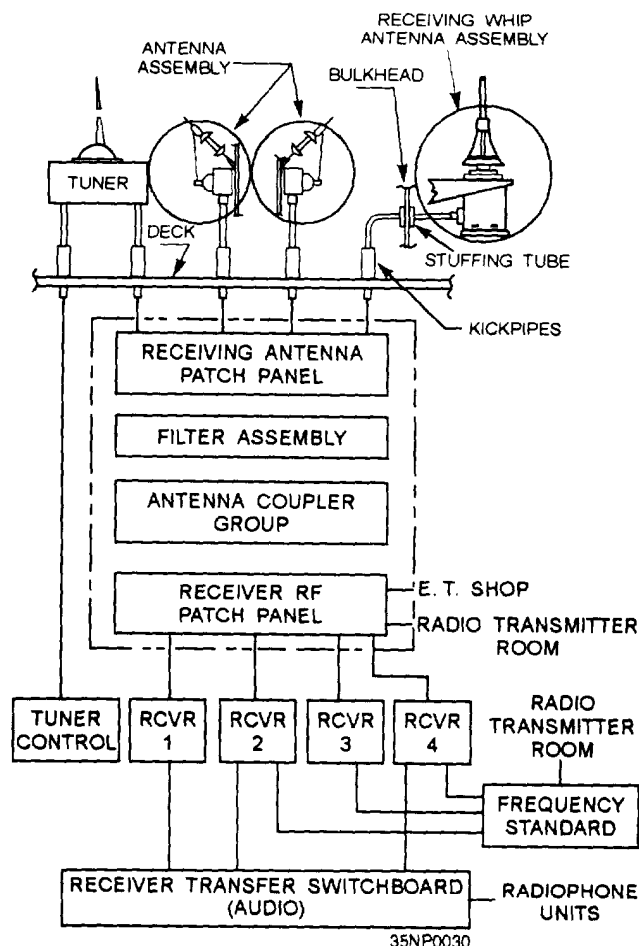 RECEIVING WHIP
ANTENNA ASSEMBLY
ANTENNA
ASSEMBLY
BULKHEAD
TUNER
DECK
STUFFING TUBE
KICKPIPES
RECEIVING ANTENNA
PATCH PANEL
FILTER ASSEMBLY
ANTENNA COUPLER
GROUP
RECEIVER RF
PATCH PANEL
E. T. SHOP
RADIO TRANSMITTER
ROOM
TUNER
CONTROL
RCVR
1
RCVR
2
RCVR
3
RCVR
4
RADIO
TRANSMITTER
ROOM
FREQUENCY
STANDARD
RECEIVER TRANSFER SWITCHBOARD
(AUDIO)
RADIOPHONE
UNITS
35NP0030